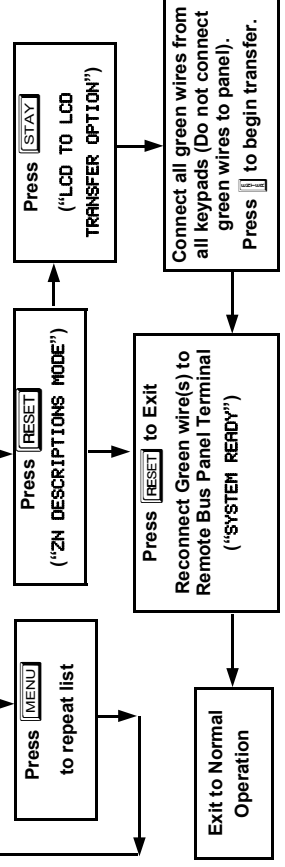 Press MENU
to repeat list
Press RESET
("ZN DESCRIPTIONS MODE")
Press STAY
("LCD TO LCD
TRANSFER OPTION")
Exit to Normal
Operation
Press RESET to Exit
Reconnect Green wire(s) to
Remote Bus Panel Terminal
("SYSTEM READY")
Connect all green wires from
all keypads (Do not connect
green wires to panel).
Press to begin transfer.